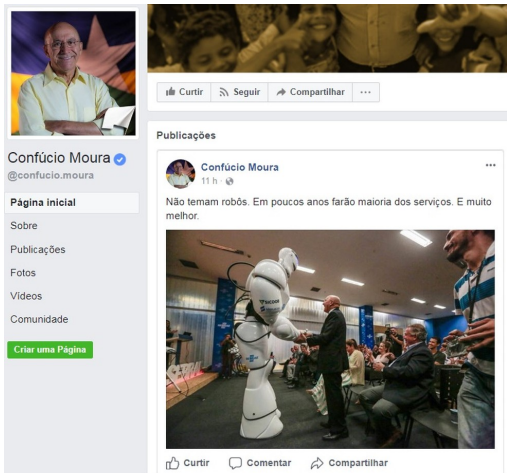 Curtir
Seguir
Compartilhar
Publicações
Confúcio Moura
@confucio.moura
Página inicial
Sobre
Publicações
Fotos
Vídeos
Comunidade
Criar uma Página
Confúcio Moura
11 h ·
Não temam robôs. Em poucos anos farão maioria dos serviços. E muito
melhor.
Curtir
Comentar
Compartilhar